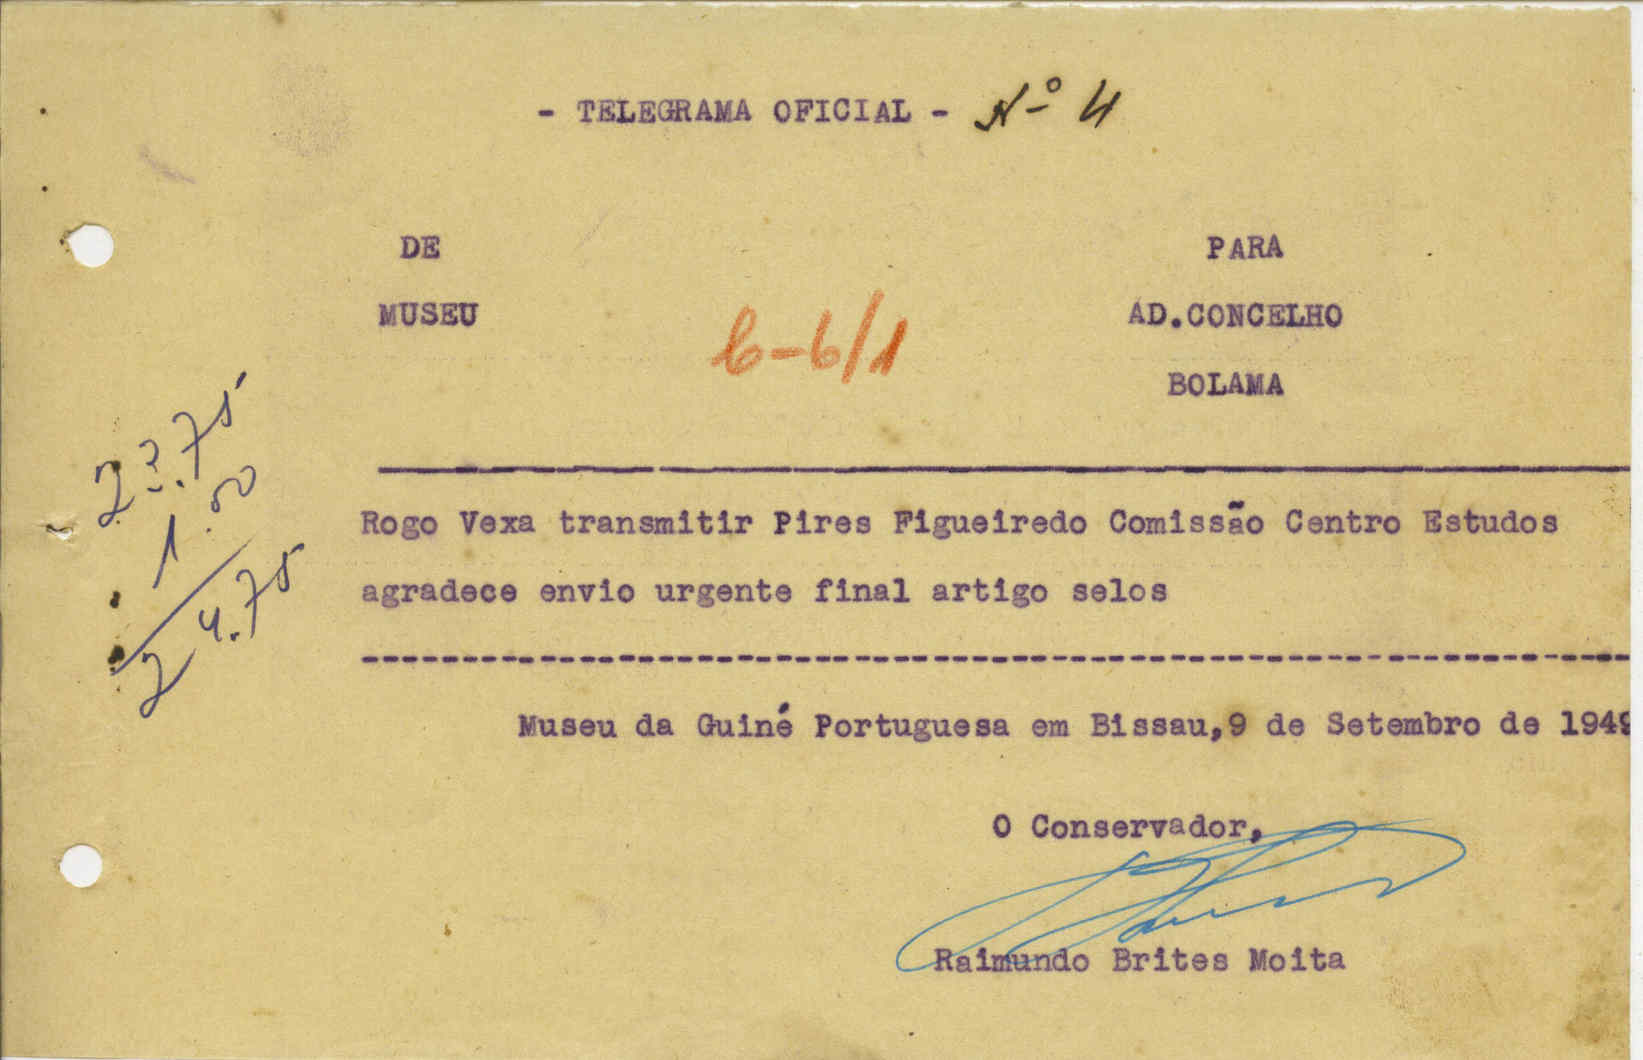 - TELEGRAMA OFICIAL - Nº 4
DE PARA
MUSEU AD.CONCELHO
6-6/1
BOLAMA
23.75
1.00
24.75
Rogo Vexa transmitir Pires Figueiredo Comissão Centro Estudos
agradece envio urgente final artigo selos
Museu da Guiné Portuguesa em Bissau,9 de Setembro de 1949
O Conservador,
Raimundo Brites Moita